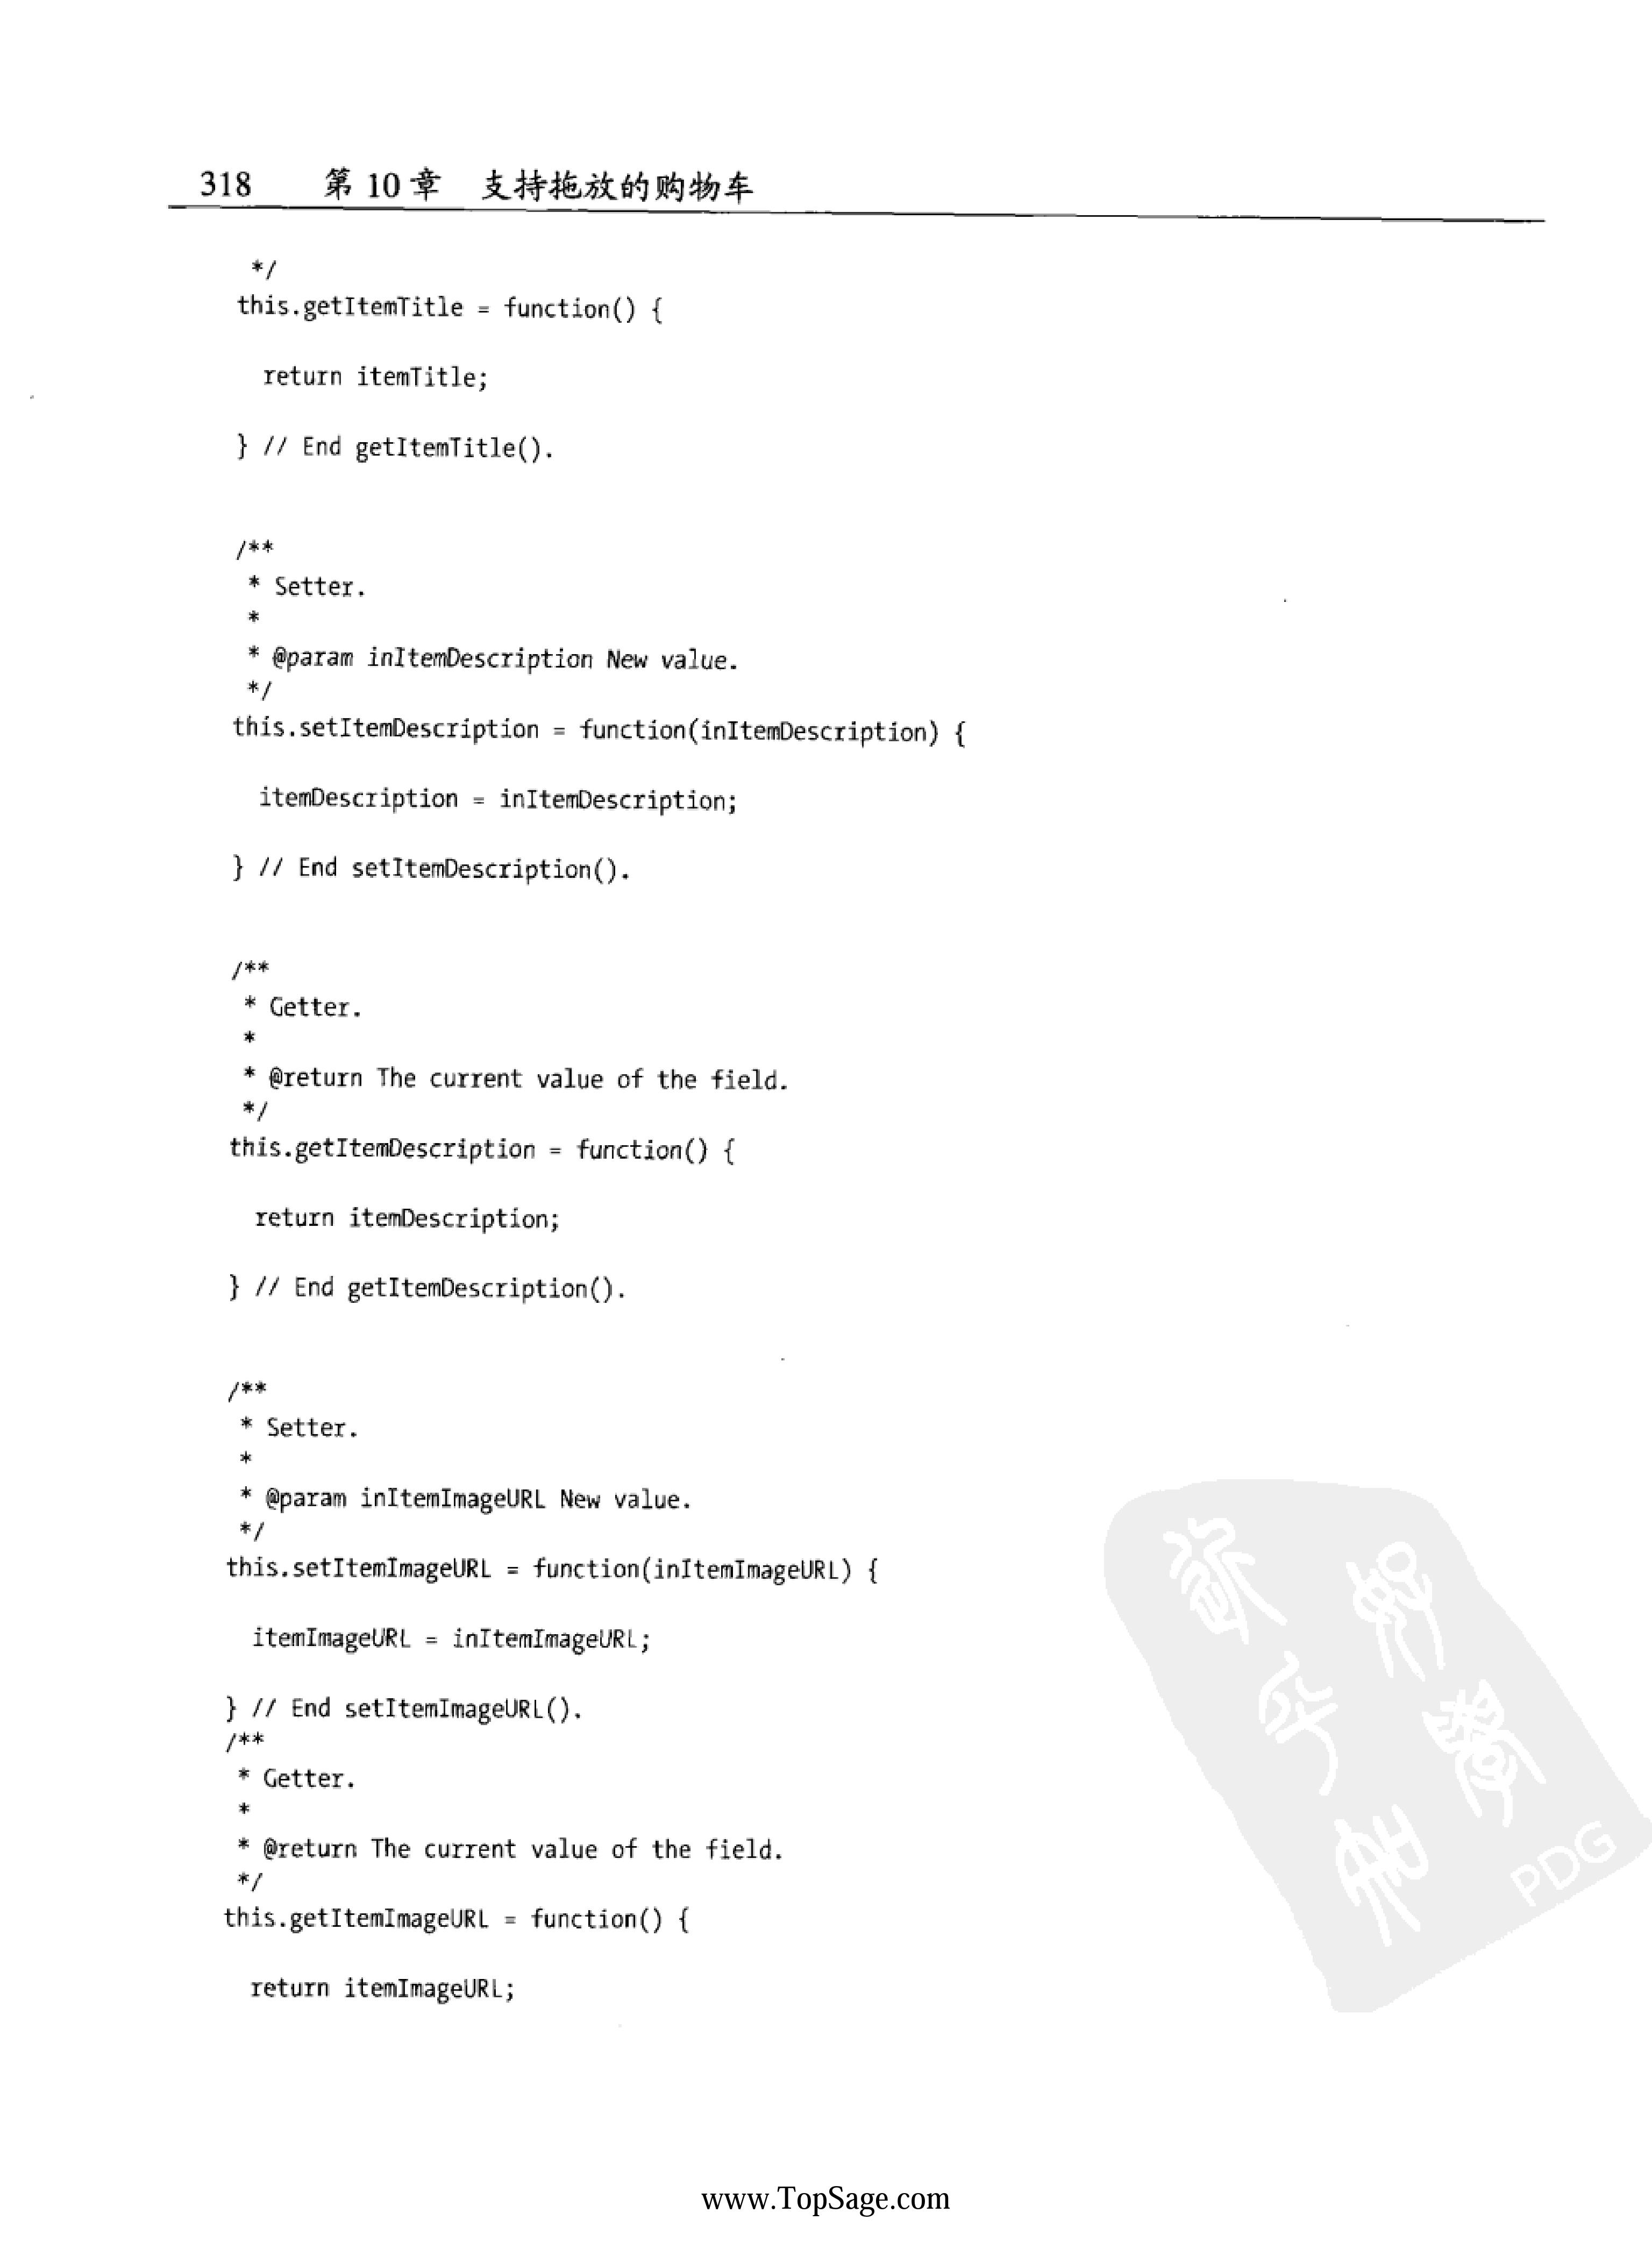 318 第 10 章 支持拖放的购物车
*/
this.getItemTitle = function() {
return itemTitle;
} // End getItemTitle().
/**
* Setter.
*
* @param inItemDescription New value.
*/
this.setItemDescription = function(inItemDescription) {
itemDescription = inItemDescription;
} // End setItemDescription().
/**
* Getter.
*
* @return The current value of the field.
*/
this.getItemDescription = function() {
return itemDescription;
} // End getItemDescription().
/**
* Setter.
*
* @param inItemImageURL New value.
*/
this.setItemImageURL = function(inItemImageURL) {
itemImageURL = inItemImageURL;
} // End setItemImageURL().
/**
* Getter.
*
* @return The current value of the field.
*/
this.getItemImageURL = function() {
return itemImageURL;
PDG
www.TopSage.com